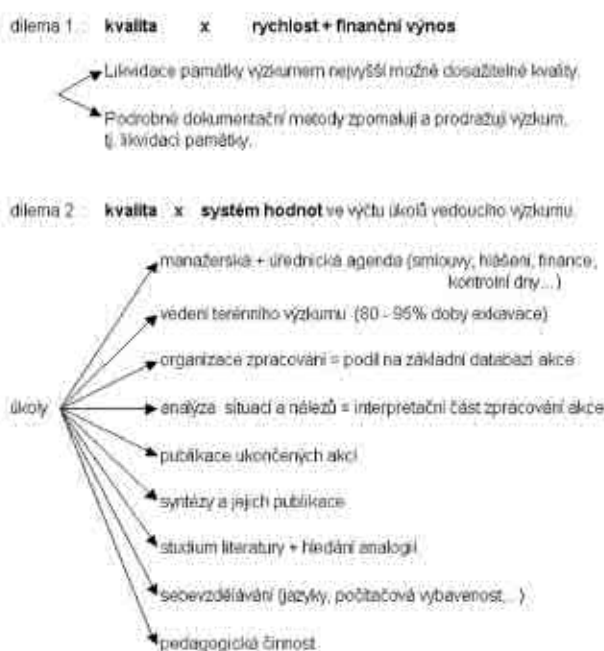 dilema 1 : kvalita x rychlost + finanční výnos
Likvidace památky výzkumem nejvyšší možné dosažitelné kvality.
Podrobné dokumentační metody zpomalují a prodražují výzkum,
tj. likvidaci památky.
dilema 2 : kvalita x systém hodnot ve výčtu úkolů vedoucího výzkumu.
manažerská + úřednická agenda (smlouvy, hlášení, finance,
kontrolní dny...)
vedení terénního výzkumu (80 - 95% doby exkavace)
organizace zpracování = podíl na základní databázi akce
úkoly
analýza situací a nálezů = interpretační část zpracování akce
publikace ukončených akcí
syntézy a jejich publikace
studium literatury + hledání analogií
sebevzdělávání (jazyky, počítačová vybavenost,...)
pedagogická činnost